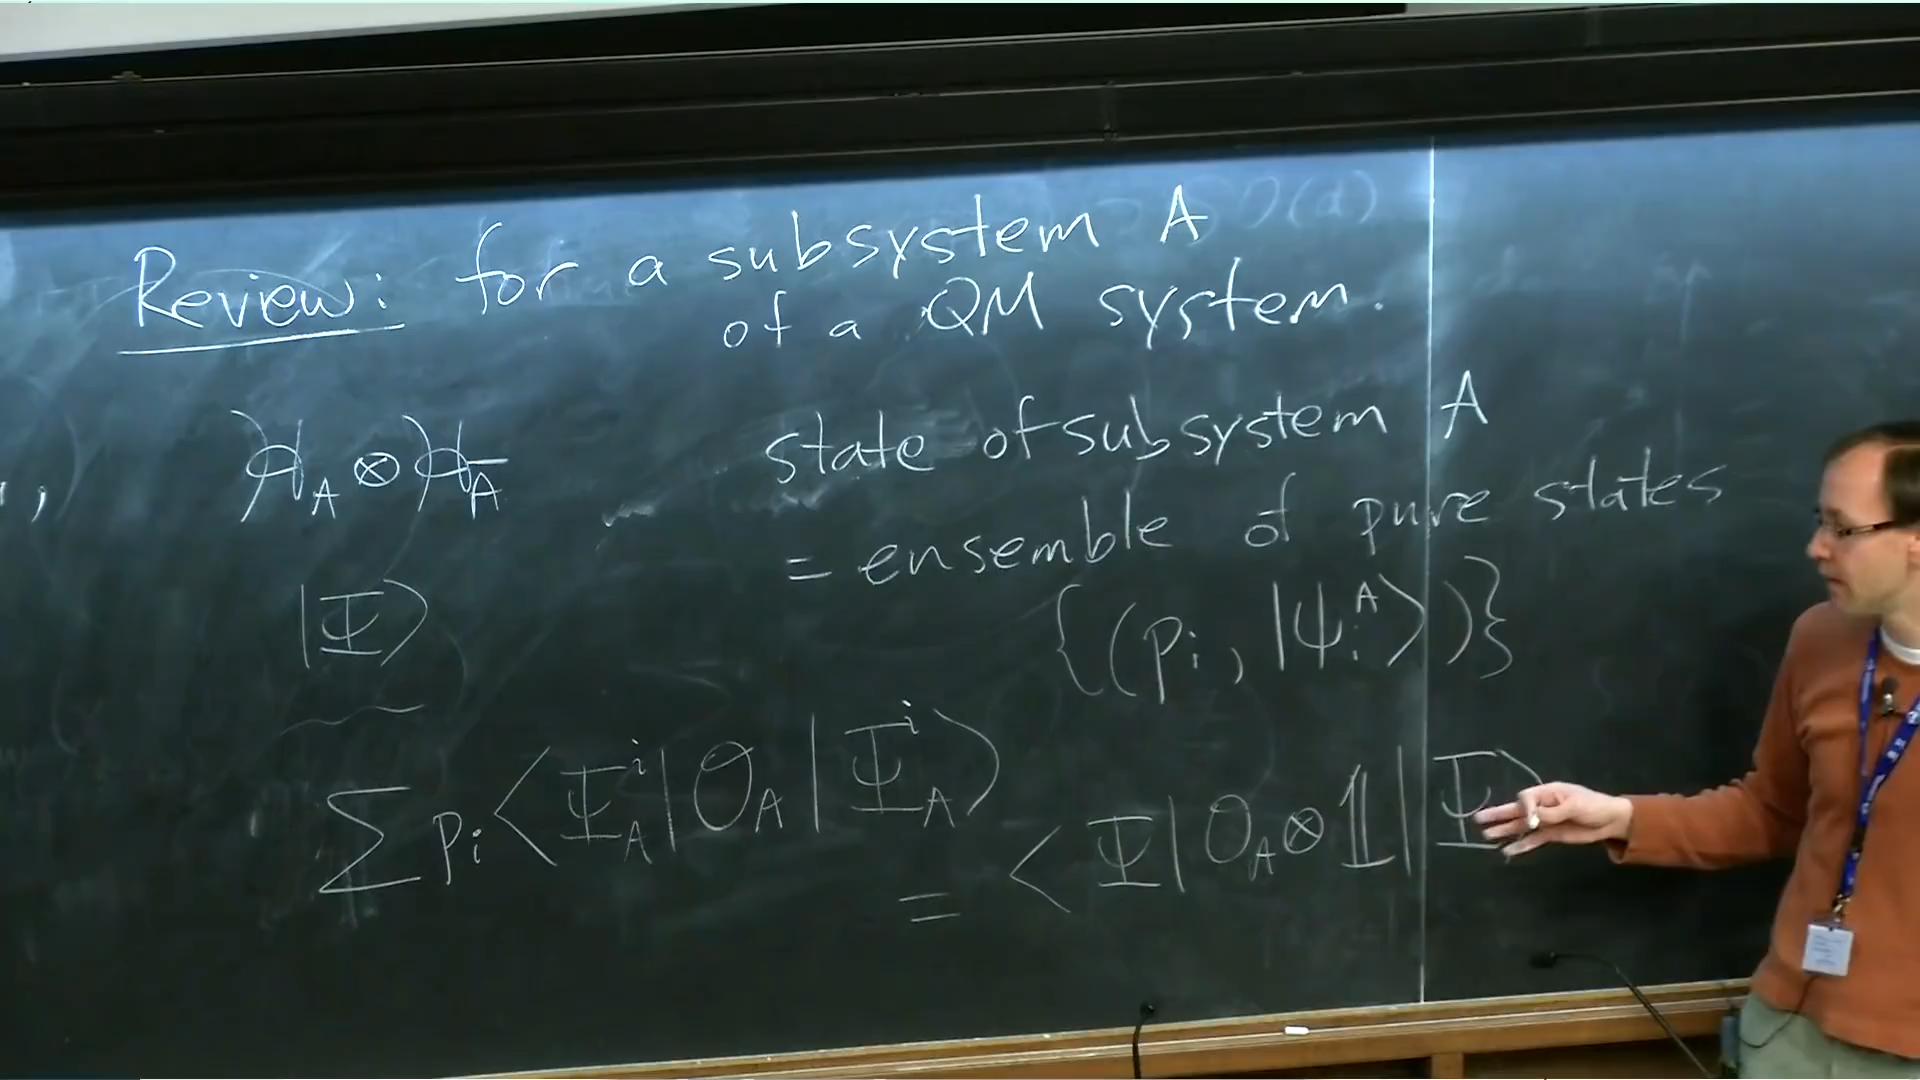 Review: for a subsystem A
of a QM system.
ℋ_A ⊗ ℋ_Ā
state of subsystem A
= ensemble of pure states
|Ψ⟩
{(p_i, |ψ_i^A⟩)}
∑ p_i ⟨Ψ_A^i| O_A |Ψ_A^i⟩
= ⟨Ψ| O_A ⊗ 𝟙 |Ψ⟩